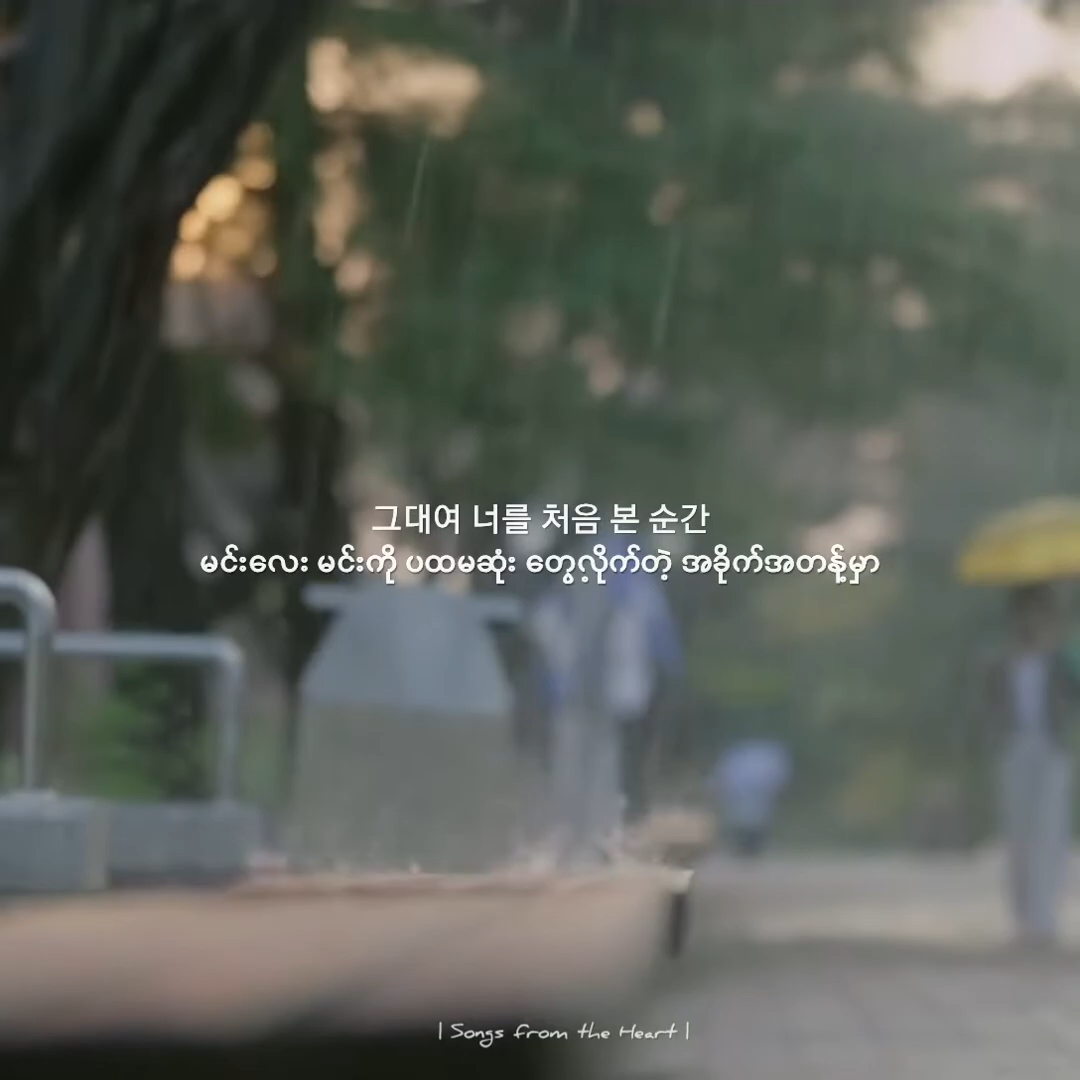 그대여 너를 처음 본 순간
မင်းလေး မင်းကို ပထမဆုံး တွေ့လိုက်တဲ့ အခိုက်အတန့်မှာ
| Songs from the Heart |